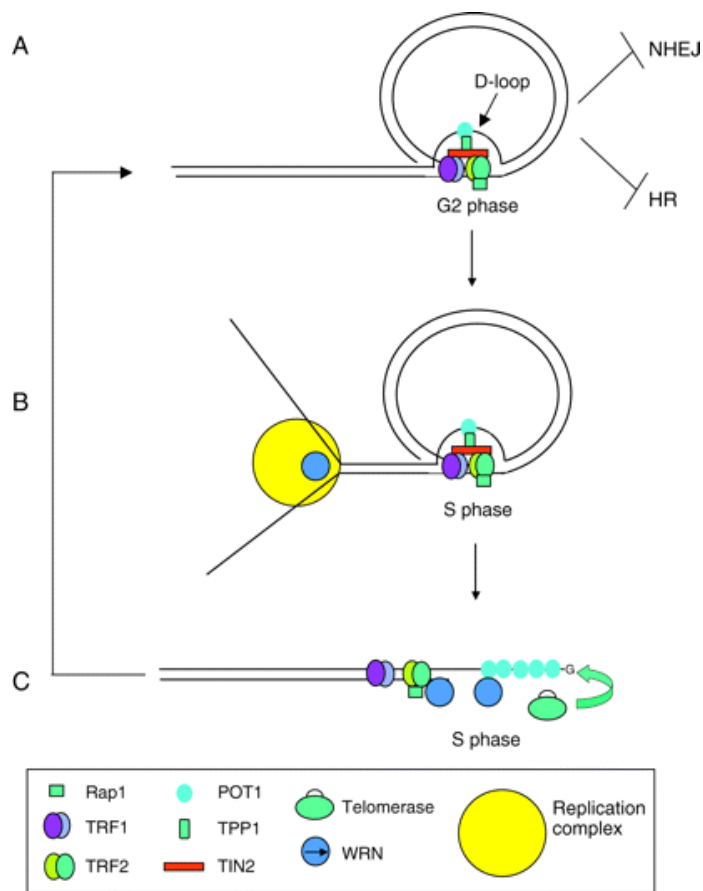 A
NHEJ
D-loop
HR
G2 phase
B
S phase
C
G
S phase
Rap1
POT1
Telomerase
Replication
complex
TRF1
TPP1
WRN
TRF2
TIN2